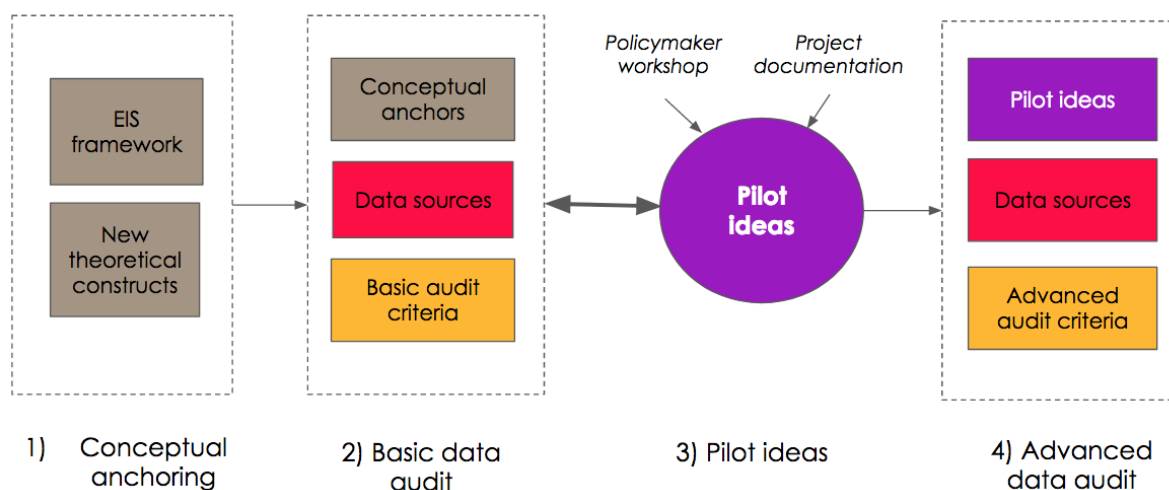 EIS
framework
New
theoretical
constructs
1) Conceptual
anchoring
Conceptual
anchors
Data sources
Basic audit
criteria
2) Basic data
audit
Policymaker
workshop
Project
documentation
Pilot
ideas
3) Pilot ideas
Pilot ideas
Data sources
Advanced
audit criteria
4) Advanced
data audit